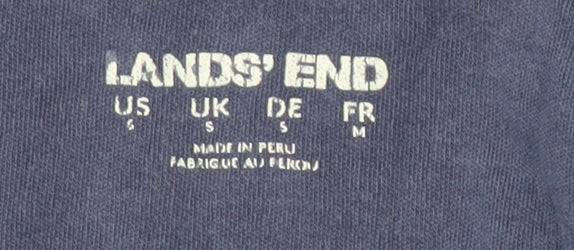 LANDS' END
US UK DE FR
S S S M
MADE IN PERU
FABRIQUE AU PEROU